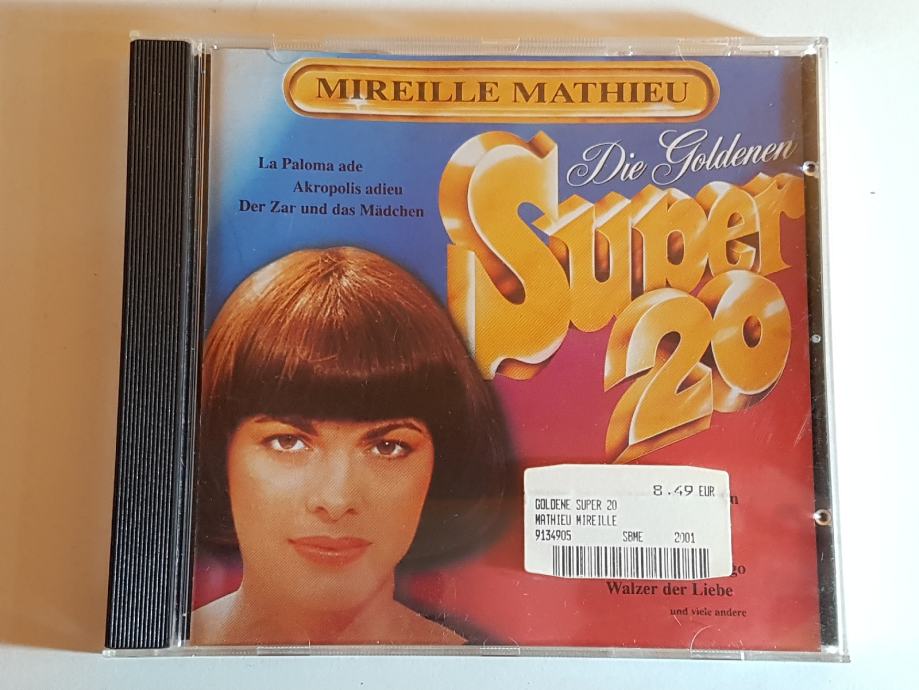 MIREILLE MATHIEU
Die Goldenen
Super
20
La Paloma ade
Akropolis adieu
Der Zar und das Mädchen
8.49 EUR
GOLDENE SUPER 20
MATHIEU MIREILLE
9134905 SBME 2001
Walzer der Liebe
und viele andere